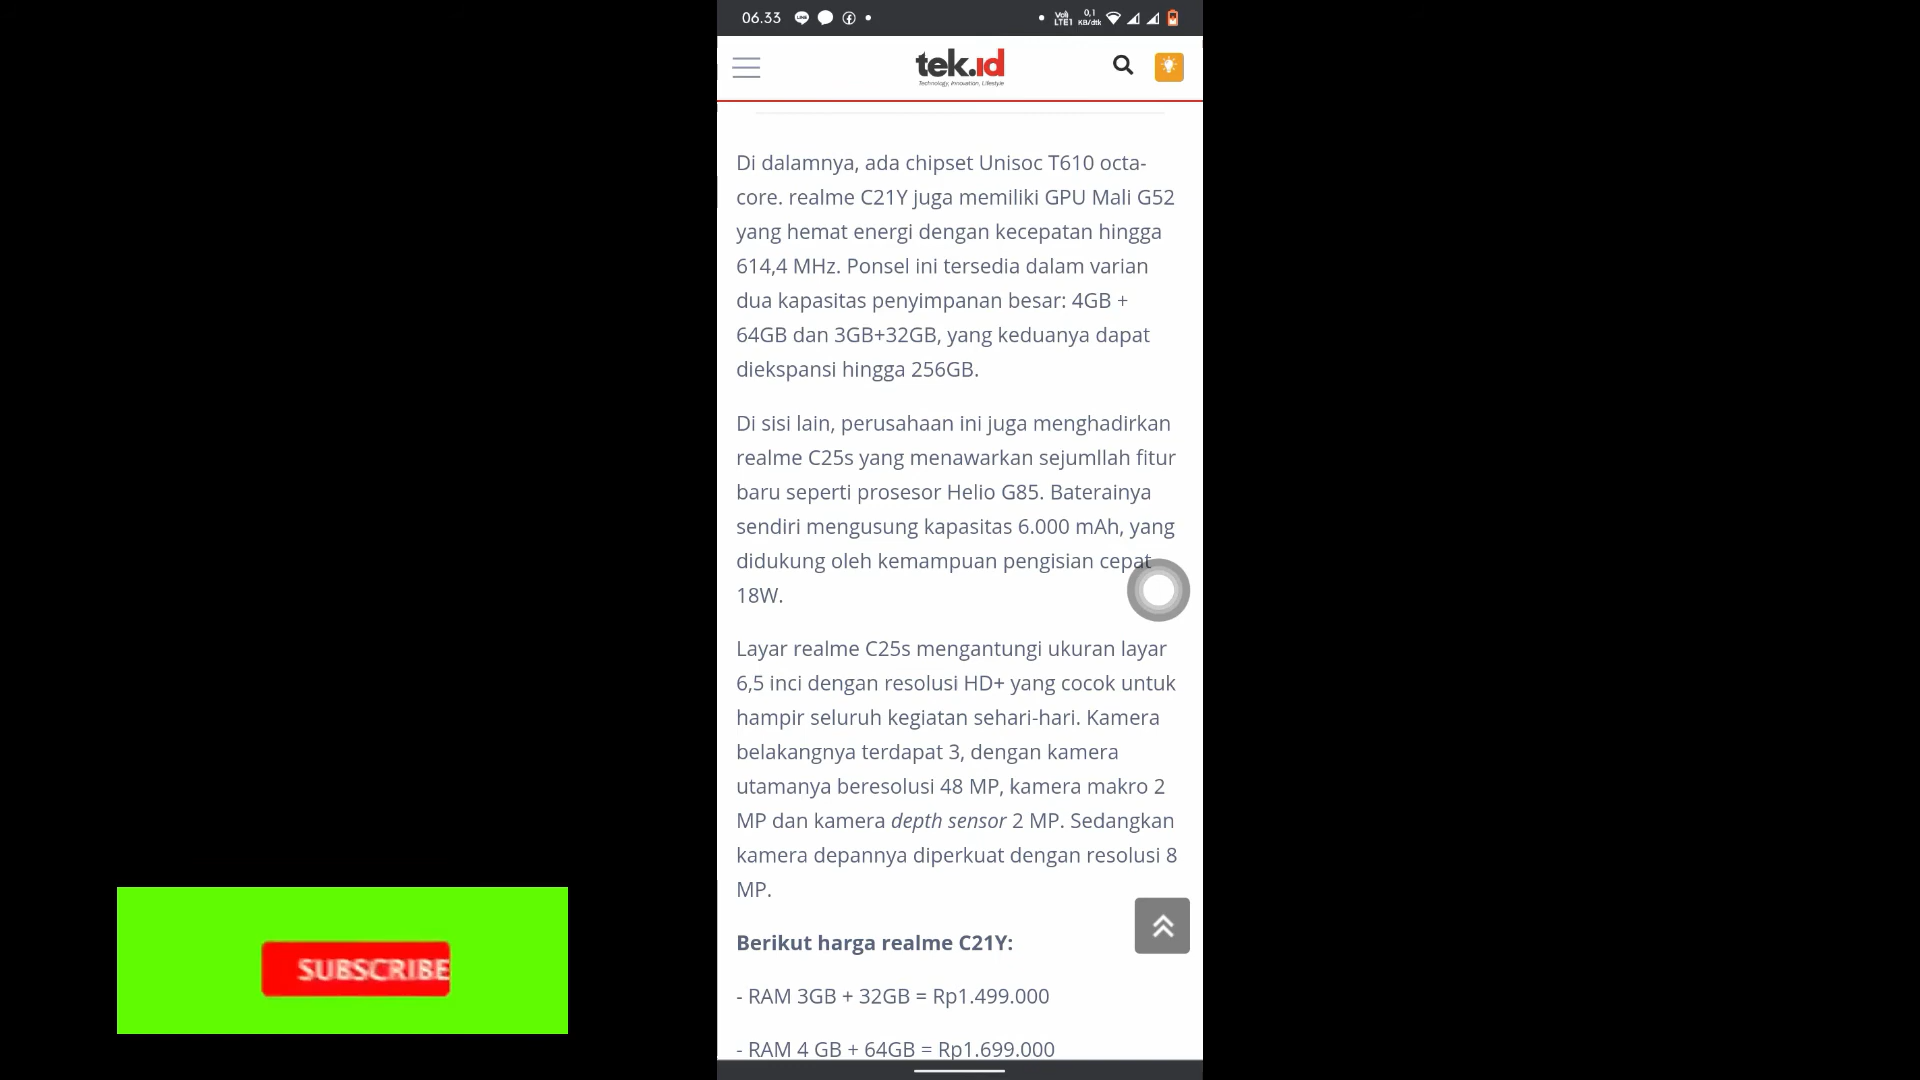 06.33
Vo))
LTE1
0,1
KB/dtk
tek.id
Technology, Innovation, Lifestyle
Di dalamnya, ada chipset Unisoc T610 octa-
core. realme C21Y juga memiliki GPU Mali G52
yang hemat energi dengan kecepatan hingga
614,4 MHz. Ponsel ini tersedia dalam varian
dua kapasitas penyimpanan besar: 4GB +
64GB dan 3GB+32GB, yang keduanya dapat
diekspansi hingga 256GB.
Di sisi lain, perusahaan ini juga menghadirkan
realme C25s yang menawarkan sejumllah fitur
baru seperti prosesor Helio G85. Baterainya
sendiri mengusung kapasitas 6.000 mAh, yang
didukung oleh kemampuan pengisian cepat
18W.
Layar realme C25s mengantungi ukuran layar
6,5 inci dengan resolusi HD+ yang cocok untuk
hampir seluruh kegiatan sehari-hari. Kamera
belakangnya terdapat 3, dengan kamera
utamanya beresolusi 48 MP, kamera makro 2
MP dan kamera depth sensor 2 MP. Sedangkan
kamera depannya diperkuat dengan resolusi 8
MP.
Berikut harga realme C21Y:
- RAM 3GB + 32GB = Rp1.499.000
- RAM 4 GB + 64GB = Rp1.699.000
SUBSCRIBE